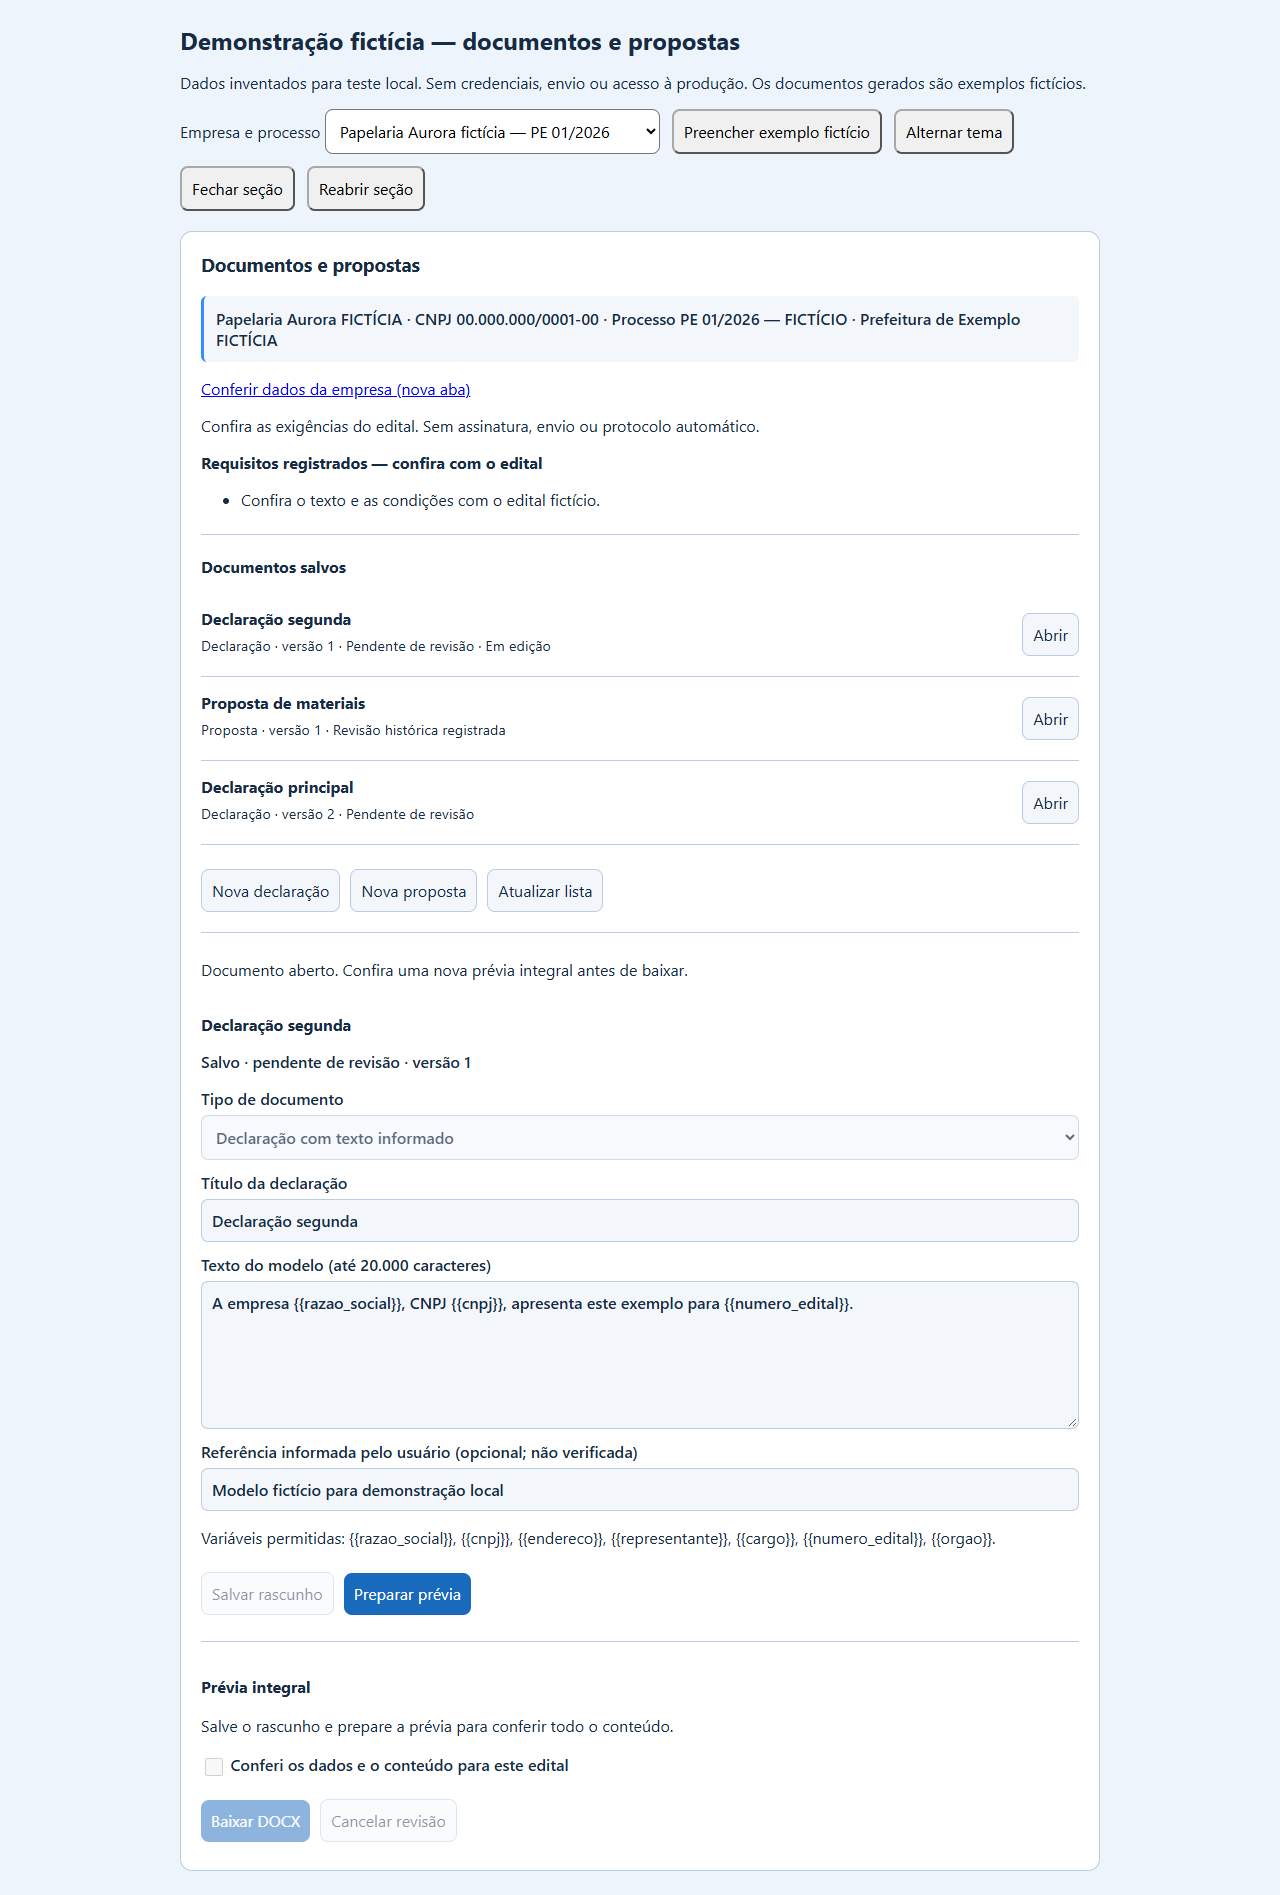 Demonstração fictícia — documentos e propostas
Dados inventados para teste local. Sem credenciais, envio ou acesso à produção. Os documentos gerados são exemplos fictícios.
Empresa e processo Papelaria Aurora fictícia — PE 01/2026 Preencher exemplo fictício Alternar tema
Fechar seção Reabrir seção
Documentos e propostas
Papelaria Aurora FICTÍCIA · CNPJ 00.000.000/0001-00 · Processo PE 01/2026 — FICTÍCIO · Prefeitura de Exemplo
FICTÍCIA
Conferir dados da empresa (nova aba)
Confira as exigências do edital. Sem assinatura, envio ou protocolo automático.
Requisitos registrados — confira com o edital
• Confira o texto e as condições com o edital fictício.
Documentos salvos
Declaração segunda
Declaração · versão 1 · Pendente de revisão · Em edição
Abrir
Proposta de materiais
Proposta · versão 1 · Revisão histórica registrada
Abrir
Declaração principal
Declaração · versão 2 · Pendente de revisão
Abrir
Nova declaração Nova proposta Atualizar lista
Documento aberto. Confira uma nova prévia integral antes de baixar.
Declaração segunda
Salvo · pendente de revisão · versão 1
Tipo de documento
Declaração com texto informado
Título da declaração
Declaração segunda
Texto do modelo (até 20.000 caracteres)
A empresa {{razao_social}}, CNPJ {{cnpj}}, apresenta este exemplo para {{numero_edital}}.
Referência informada pelo usuário (opcional; não verificada)
Modelo fictício para demonstração local
Variáveis permitidas: {{razao_social}}, {{cnpj}}, {{endereco}}, {{representante}}, {{cargo}}, {{numero_edital}}, {{orgao}}.
Salvar rascunho Preparar prévia
Prévia integral
Salve o rascunho e prepare a prévia para conferir todo o conteúdo.
Conferi os dados e o conteúdo para este edital
Baixar DOCX Cancelar revisão